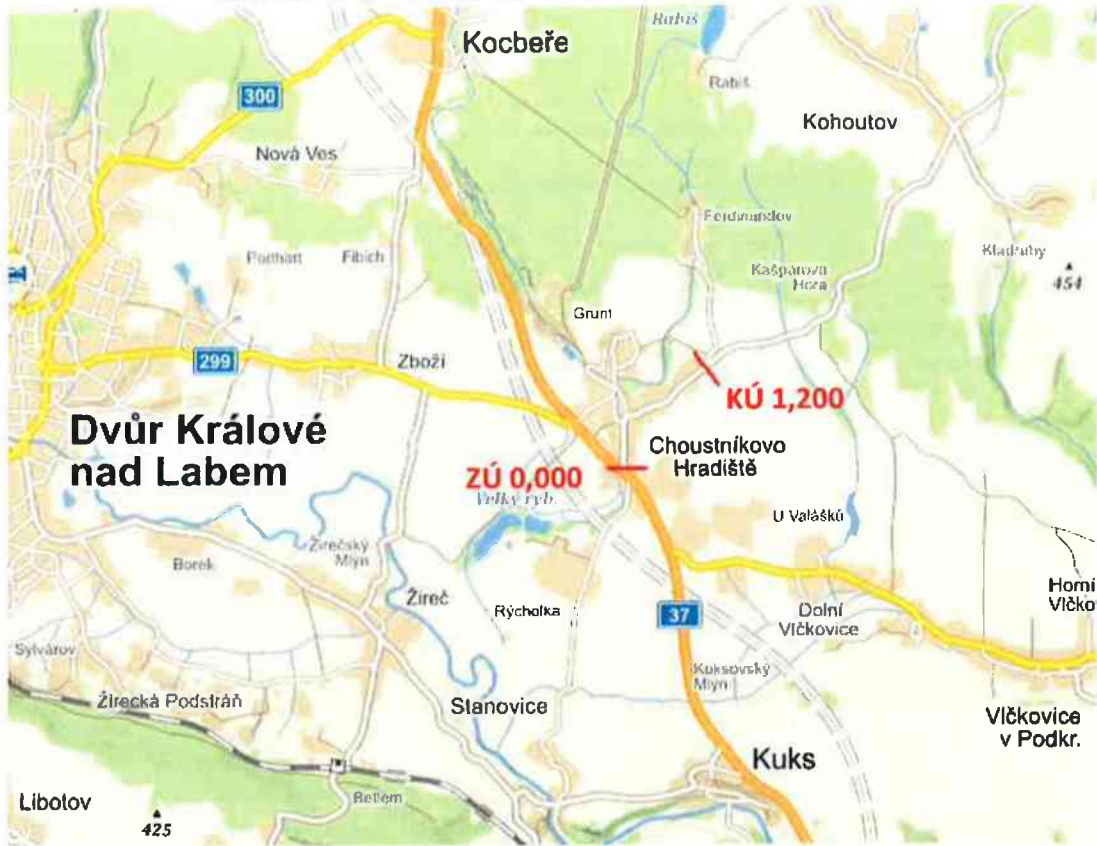 Kocbeře
Rabiš
Rabiš
300
Kohoutov
Nová Ves
Ferdinandov
Podhart
Fibich
Kladruby
Kašparova
Hora
454
Grunt
299
Zboží
KÚ 1,200
Dvůr Králové
nad Labem
Choustníkovo
Hradiště
ZÚ 0,000
Velký ryb.
U Valášků
Žirečský
Mlýn
Borek
Žireč
Rýcholka
37
Dolní
Vlčkovice
Horní
Vlčko
Sylvárov
Kuksovský
Mlýn
Žirecká Podstráň
Stanovice
Vlčkovice
v Podkr.
Kuks
Libotov
425
Betlém